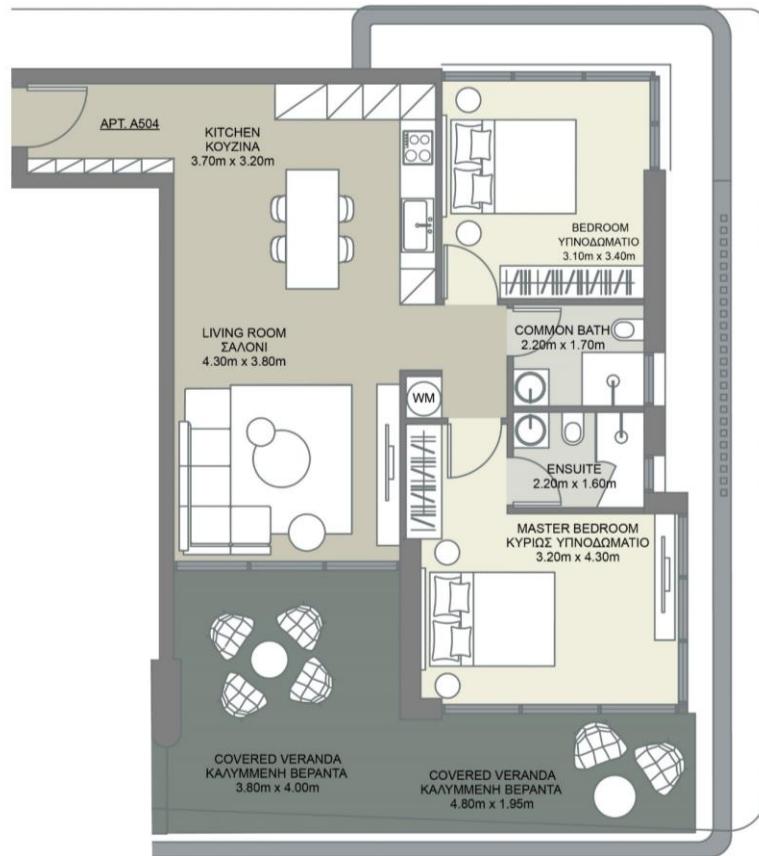 APT. A504
KITCHEN
ΚΟΥΖΙΝΑ
3.70m x 3.20m
BEDROOM
ΥΠΝΟΔΩΜΑΤΙΟ
3.10m x 3.40m
LIVING ROOM
ΣΑΛΟΝΙ
4.30m x 3.80m
COMMON BATH
2.20m x 1.70m
WM
ENSUITE
2.20m x 1.60m
MASTER BEDROOM
ΚΥΡΙΩΣ ΥΠΝΟΔΩΜΑΤΙΟ
3.20m x 4.30m
COVERED VERANDA
ΚΑΛΥΜΜΕΝΗ ΒΕΡΑΝΤΑ
3.80m x 4.00m
COVERED VERANDA
ΚΑΛΥΜΜΕΝΗ ΒΕΡΑΝΤΑ
4.80m x 1.95m